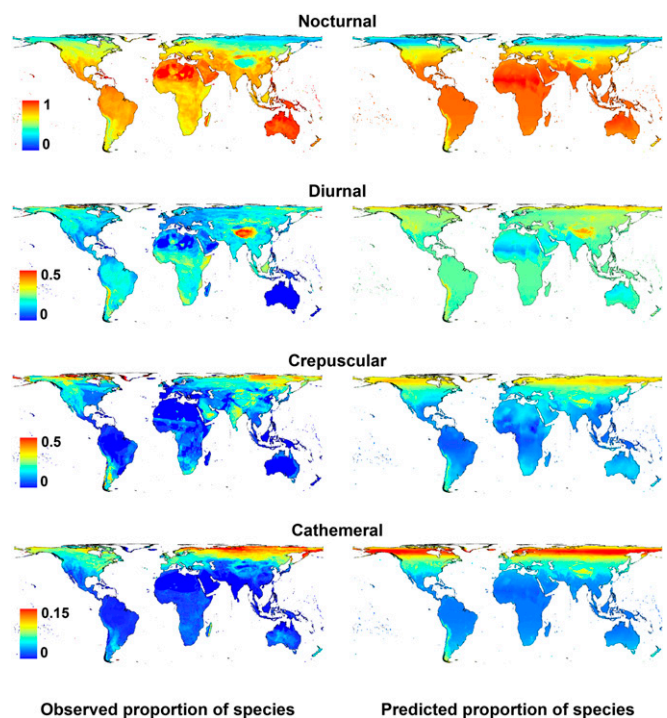 Nocturnal
1
0
Diurnal
0.5
0
Crepuscular
0.5
0
Cathemeral
0.15
0
Observed proportion of species
Predicted proportion of species